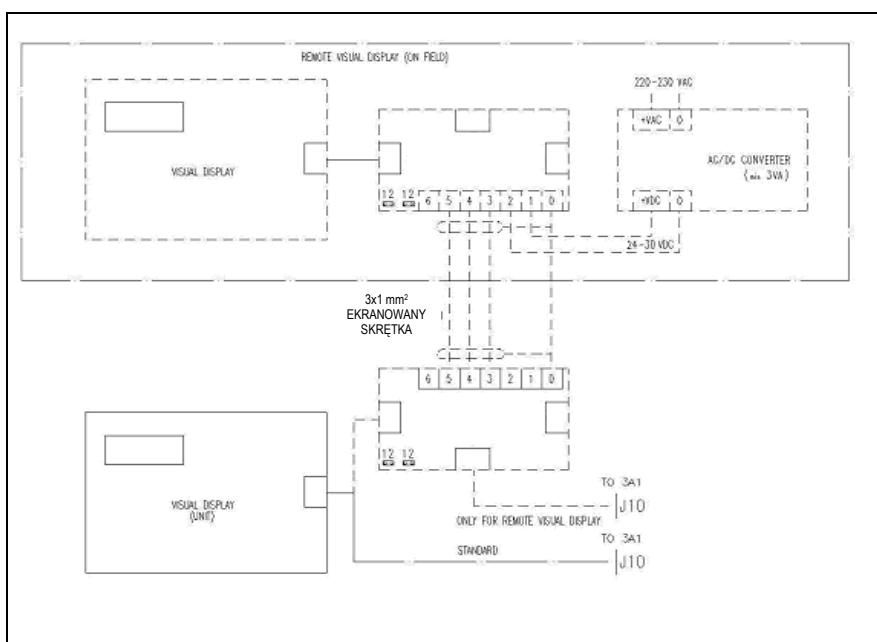 REMOTE VISUAL DISPLAY (ON FIELD)
220-230 VAC
+VAC 0
VISUAL DISPLAY
AC/DC CONVERTER
(min 3VA)
12 12 6 5 4 3 2 1 0
+VDC 0
24-30 VDC
3x1 mm²
EKRANOWANY
SKRĘTKA
6 5 4 3 2 1 0
12 12
VISUAL DISPLAY
(UNIT)
TO 3A1
J10
ONLY FOR REMOTE VISUAL DISPLAY
TO 3A1
STANDARD
J10